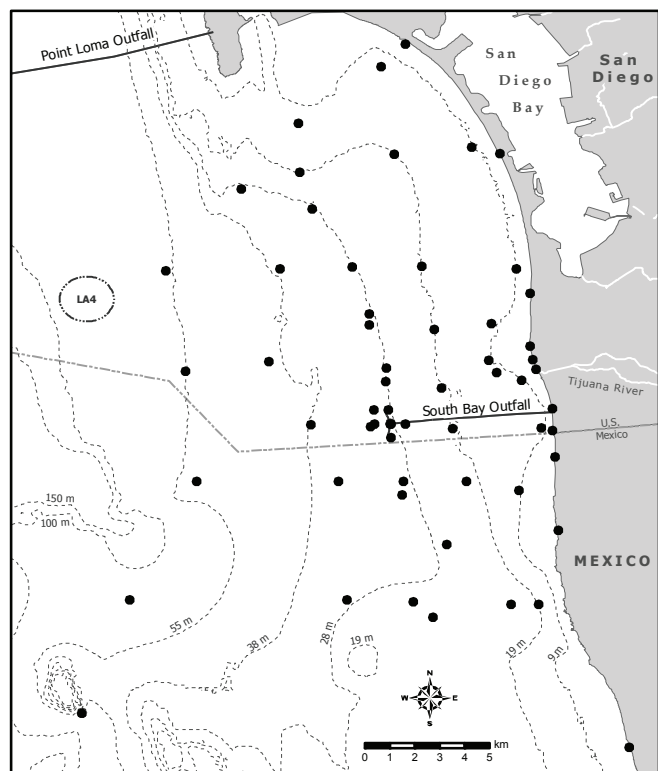 Point Loma Outfall
San
Diego
Bay
San
Diego
LA4
Tijuana River
South Bay Outfall
U.S.
Mexico
150 m
100 m
MEXICO
55 m
38 m
28 m
19 m
19 m
9 m
N
W E
S
0 1 2 3 4 5 km